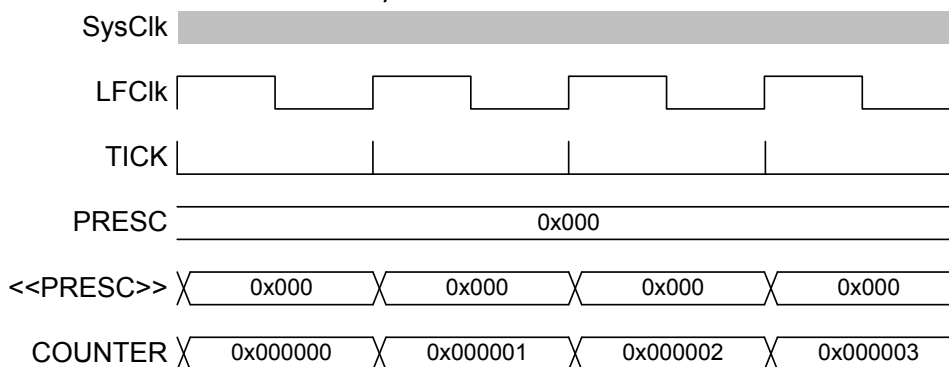 SysClk
LFClk
TICK
PRESC 0x000
<<PRESC>> 0x000 0x000 0x000 0x000
COUNTER 0x000000 0x000001 0x000002 0x000003